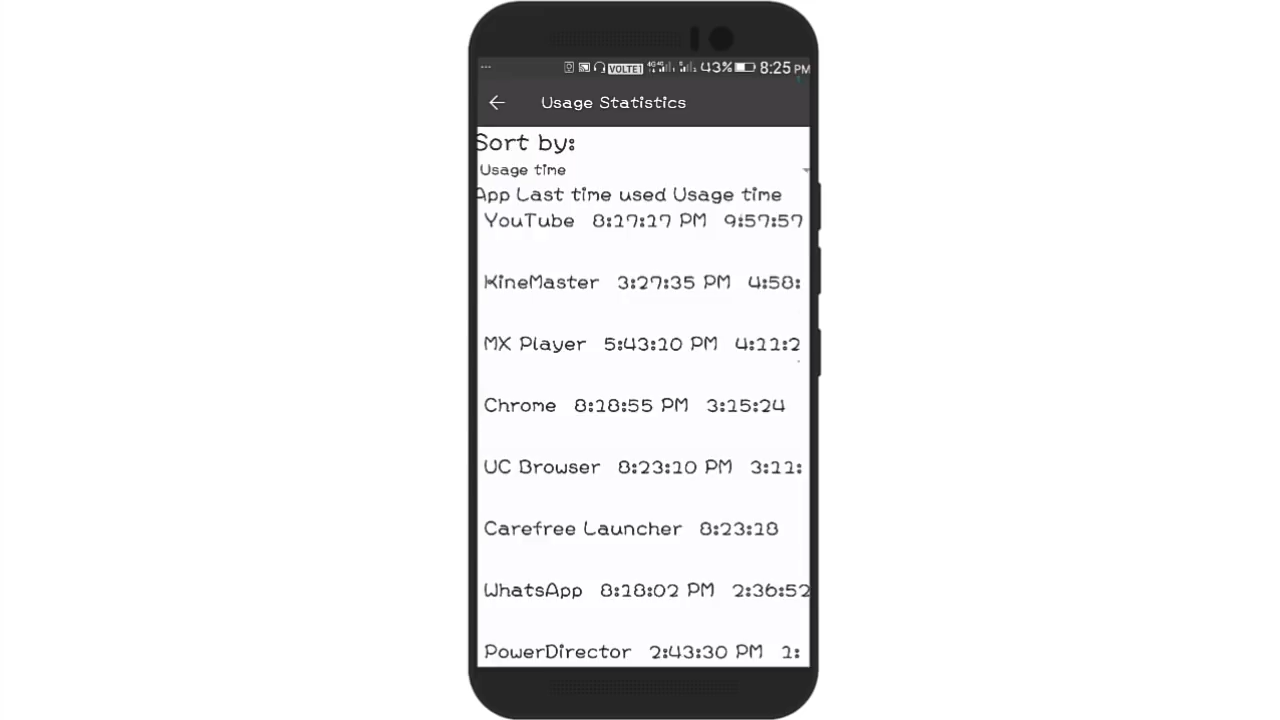 ... VOLTE1 43% 8:25 PM
Usage Statistics
Sort by:
Usage time
App Last time used Usage time
YouTube 8:17:17 PM 9:57:57
KineMaster 3:27:35 PM 4:58:
MX Player 5:43:10 PM 4:11:2
Chrome 8:18:55 PM 3:15:24
UC Browser 8:23:10 PM 3:11:
Carefree Launcher 8:23:18
WhatsApp 8:18:02 PM 2:36:52
PowerDirector 2:43:30 PM 1: